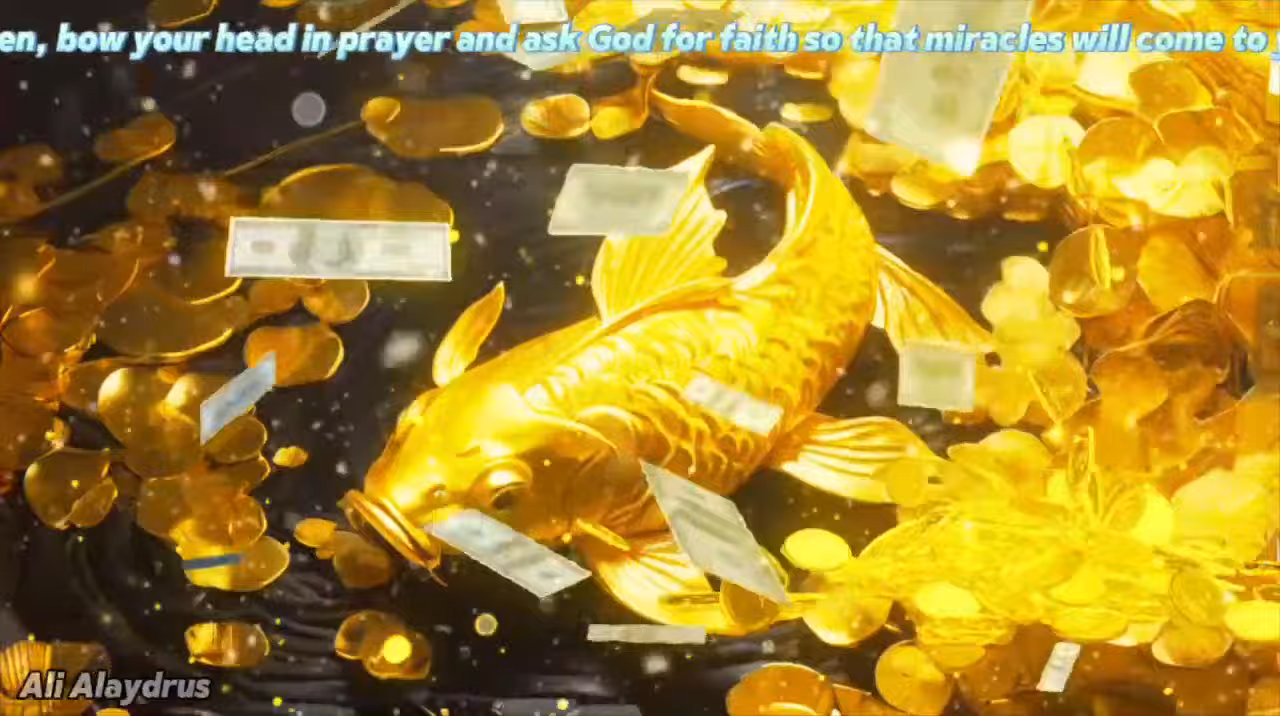 en, bow your head in prayer and ask God for faith so that miracles will come to
Ali Alaydrus